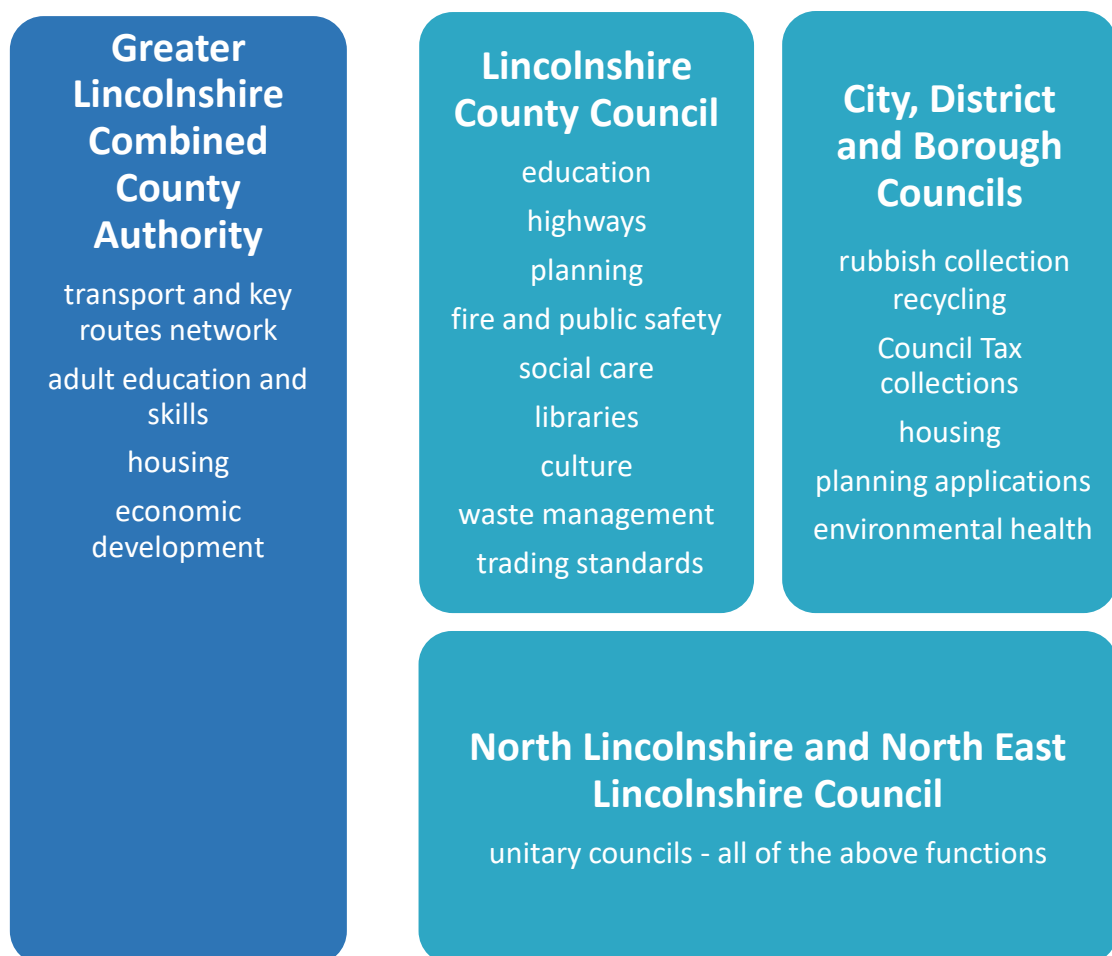 Greater
Lincolnshire
Combined
County
Authority
transport and key
routes network
adult education and
skills
housing
economic
development
Lincolnshire
County Council
education
highways
planning
fire and public safety
social care
libraries
culture
waste management
trading standards
City, District
and Borough
Councils
rubbish collection
recycling
Council Tax
collections
housing
planning applications
environmental health
North Lincolnshire and North East
Lincolnshire Council
unitary councils - all of the above functions